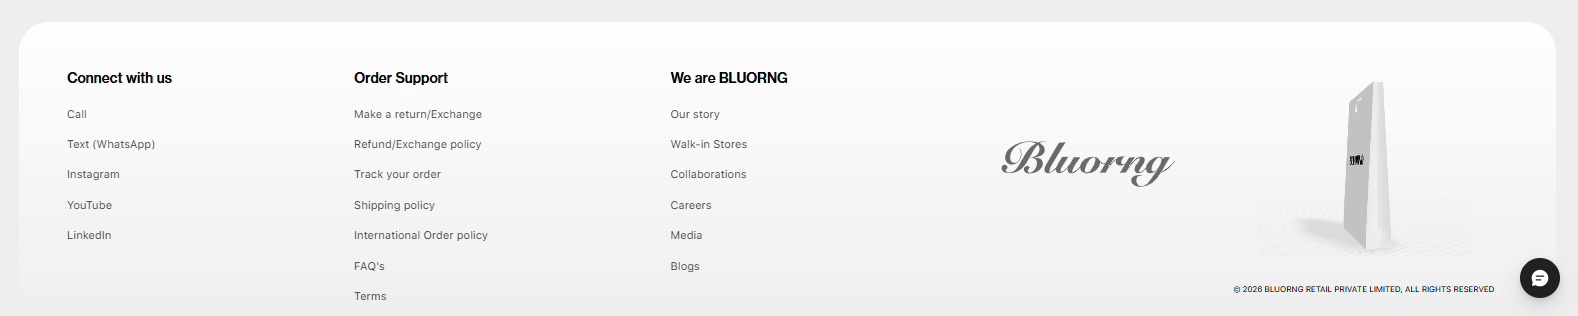 Connect with us
Call
Text (WhatsApp)
Instagram
YouTube
LinkedIn
Order Support
Make a return/Exchange
Refund/Exchange policy
Track your order
Shipping policy
International Order policy
FAQ's
Terms
We are BLUORNG
Our story
Walk-in Stores
Collaborations
Careers
Media
Blogs
Bluorng
© 2026 BLUORNG RETAIL PRIVATE LIMITED, ALL RIGHTS RESERVED